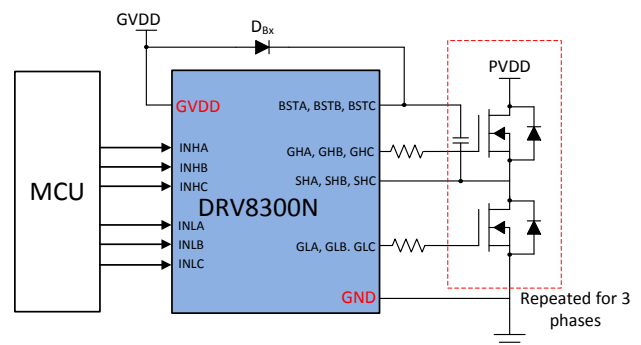 GVDD
D_Bx
PVDD
GVDD
BSTA, BSTB, BSTC
INHA
GHA, GHB, GHC
INHB
INHC
SHA, SHB, SHC
MCU
DRV8300N
INLA
INLB
GLA, GLB. GLC
INLC
GND
Repeated for 3
phases